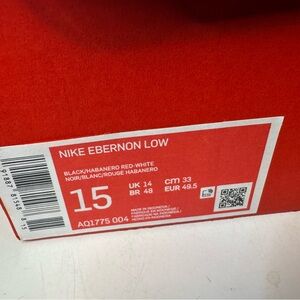 NIKE EBERNON LOW
BLACK/HABANERO RED-WHITE
NOIR/BLANC/ROUGE HABANERO
15
UK 14 cm 33
BR 48 EUR 49.5
AQ1775 004
MADE IN INDONESIA